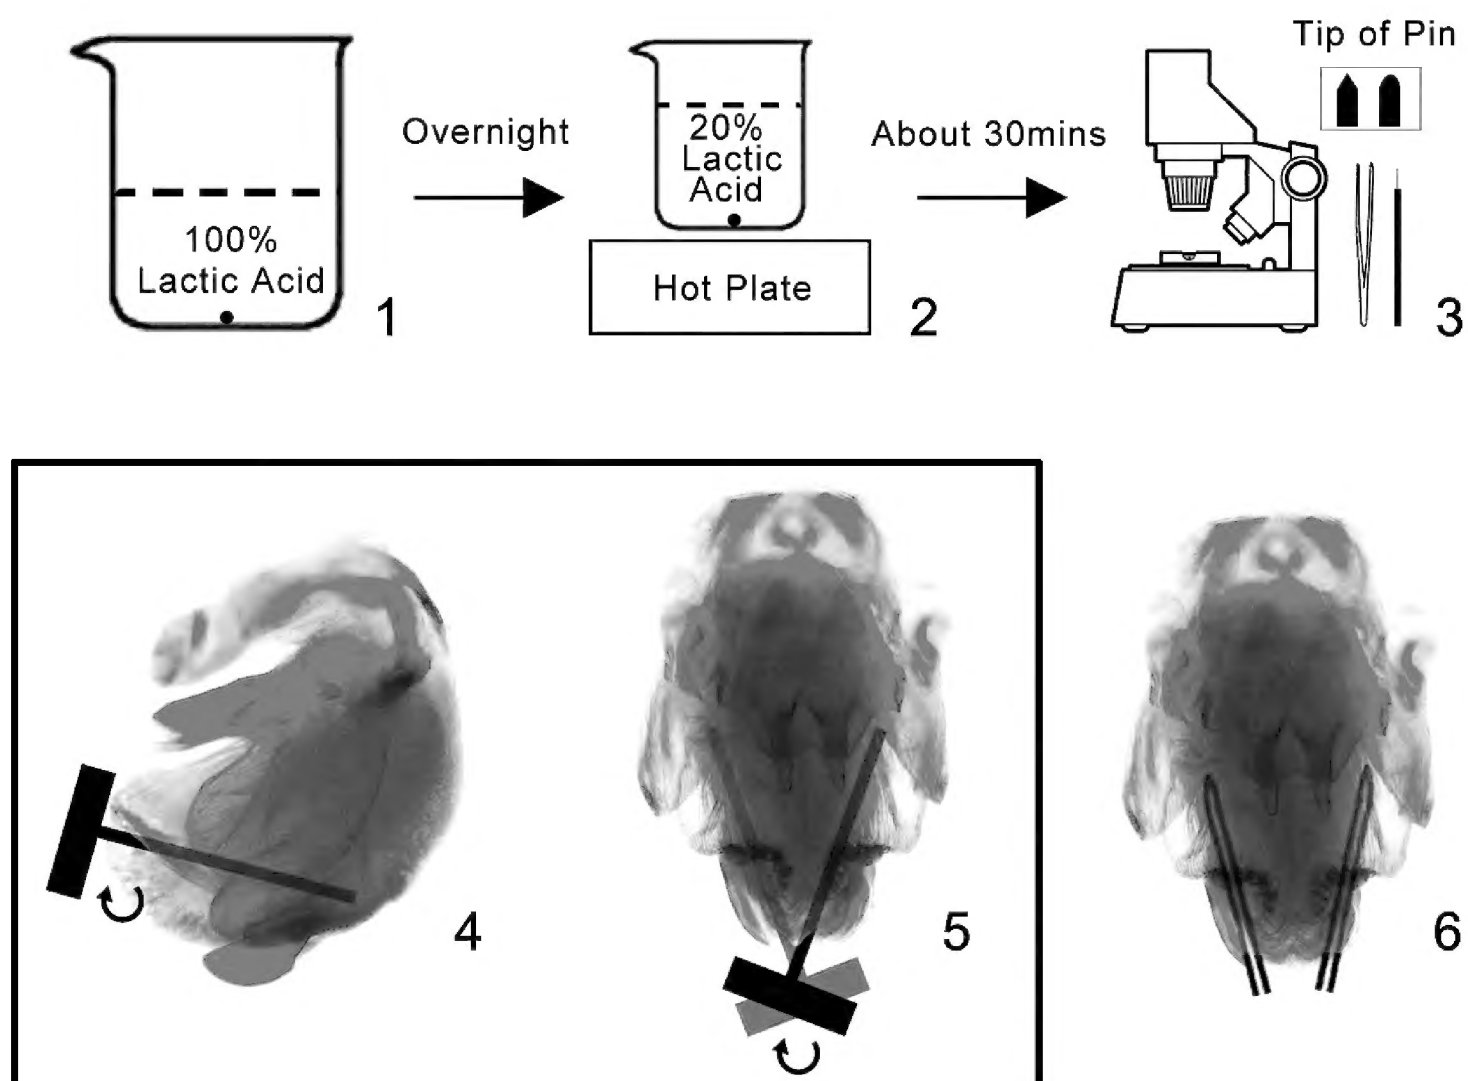 Tip of Pin
Overnight
About 30mins
20%
Lactic
Acid
100%
Lactic Acid
1
Hot Plate
2
3
4
5
6